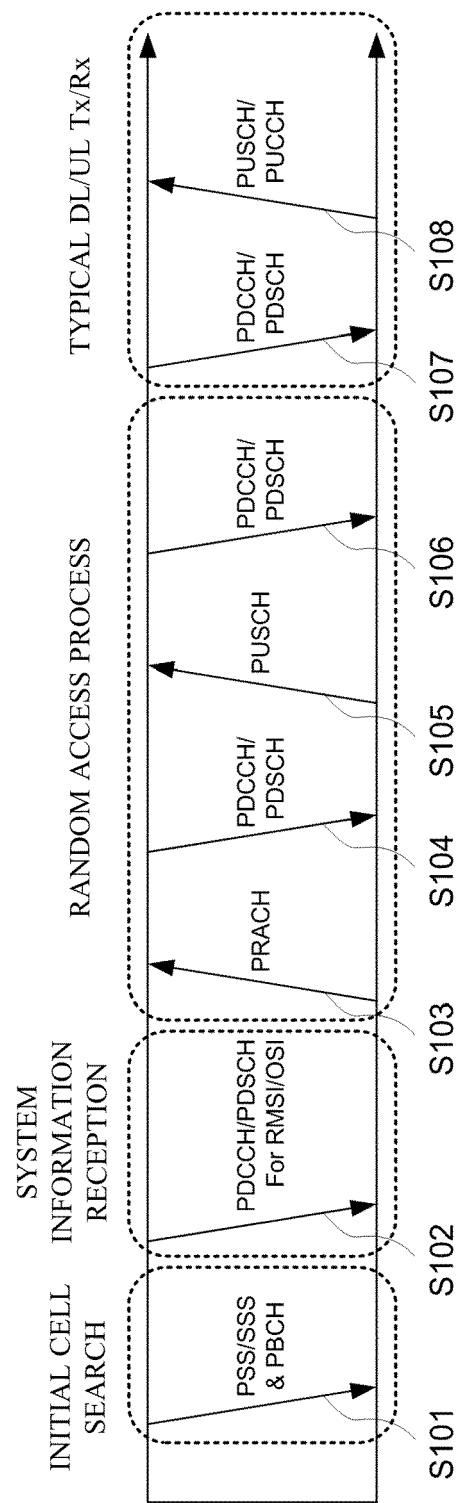 INITIAL CELL
SEARCH
SYSTEM
INFORMATION
RECEPTION
RANDOM ACCESS PROCESS
TYPICAL DL/UL Tx/Rx
PSS/SSS
& PBCH
PDCCH/PDSCH
For RMSI/OSI
PRACH
PDCCH/
PDSCH
PUSCH
PDCCH/
PDSCH
PDCCH/
PDSCH
PUSCH/
PUCCH
S101
S102
S103
S104
S105
S106
S107
S108